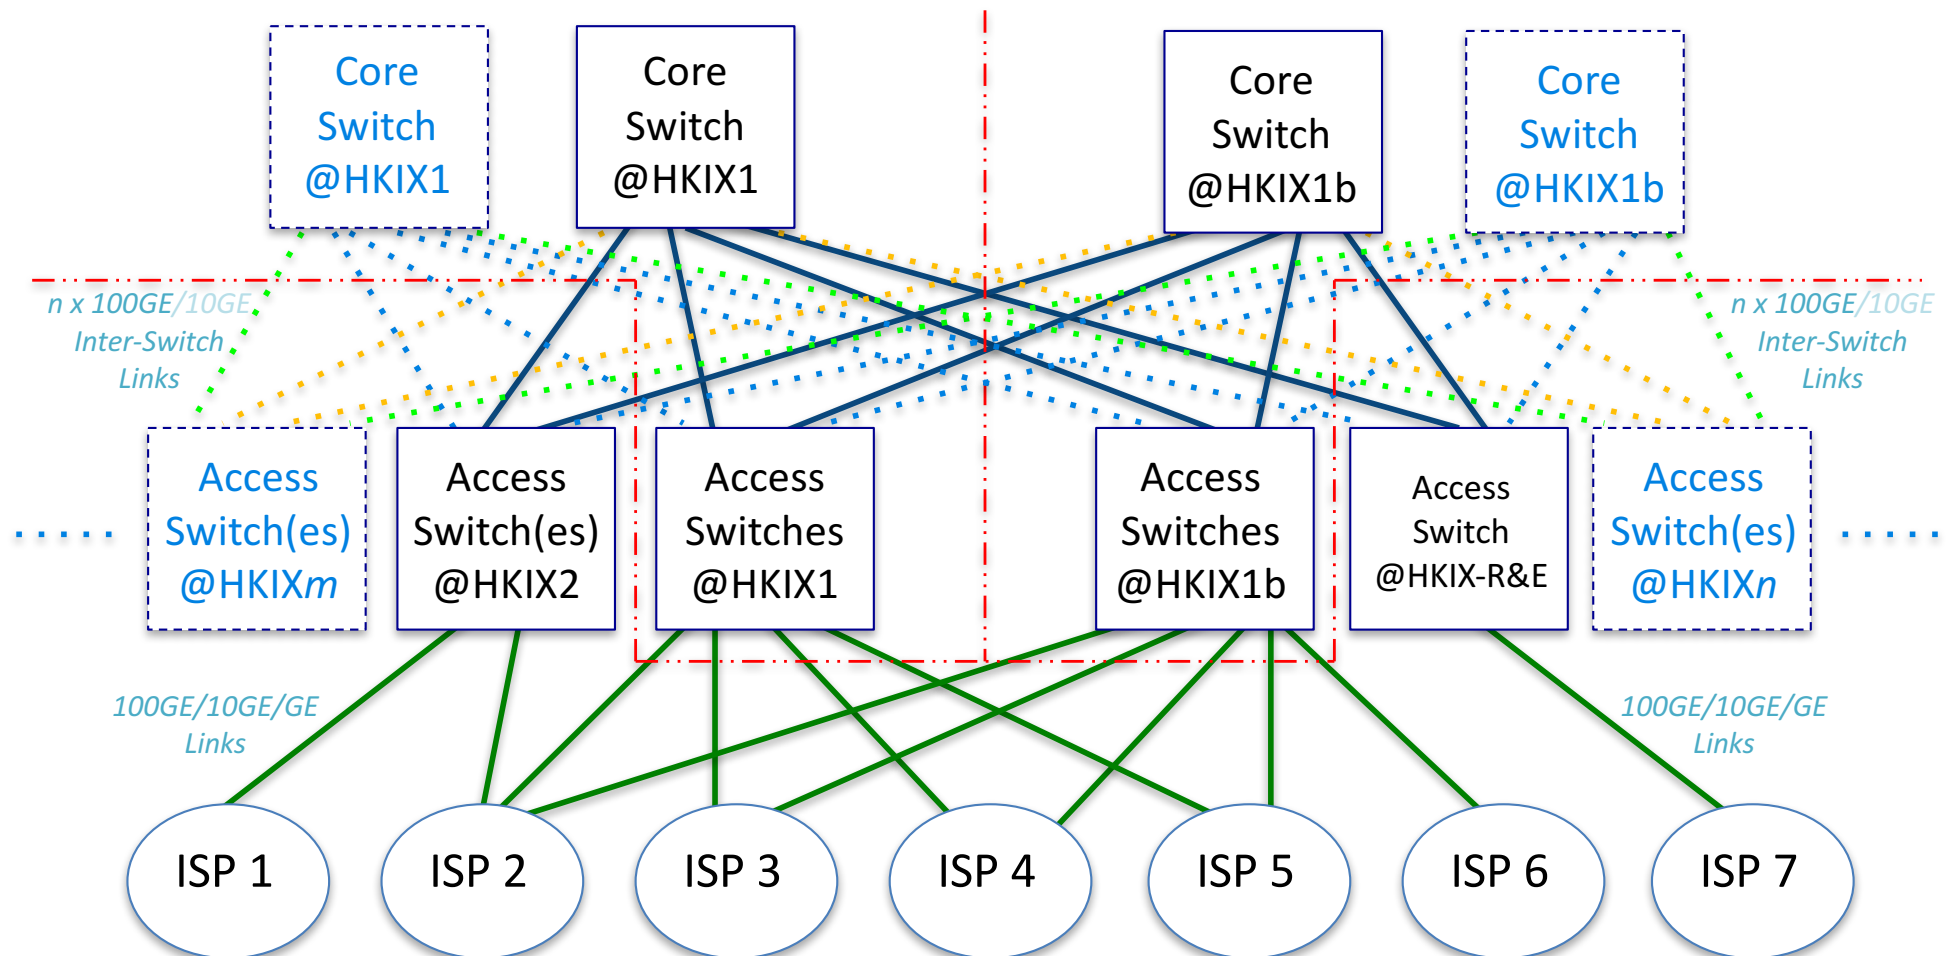 Core
Switch
@HKIX1
Core
Switch
@HKIX1
Core
Switch
@HKIX1b
Core
Switch
@HKIX1b
n x 100GE/10GE
Inter-Switch
Links
n x 100GE/10GE
Inter-Switch
Links
Access
Switch(es)
@HKIXm
Access
Switch(es)
@HKIX2
Access
Switches
@HKIX1
Access
Switches
@HKIX1b
Access
Switch
@HKIX-R&E
Access
Switch(es)
@HKIXn
100GE/10GE/GE
Links
100GE/10GE/GE
Links
ISP 1
ISP 2
ISP 3
ISP 4
ISP 5
ISP 6
ISP 7